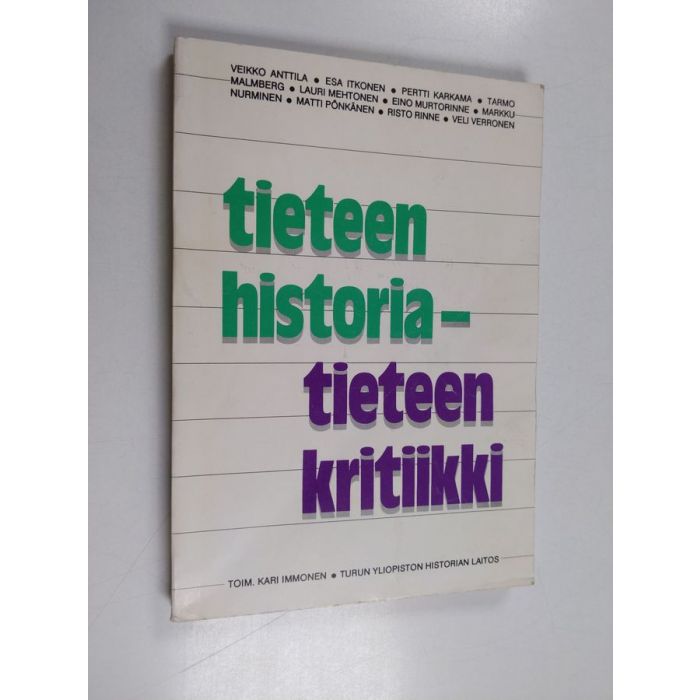 VEIKKO ANTTILA • ESA ITKONEN • PERTTI KARKAMA • TARMO
MALMBERG • LAURI MEHTONEN • EINO MURTORINNE • MARKKU
NURMINEN • MATTI PÖNKÄNEN • RISTO RINNE • VELI VERRONEN
tieteen
historia –
tieteen
kritiikki
TOIM. KARI IMMONEN • TURUN YLIOPISTON HISTORIAN LAITOS